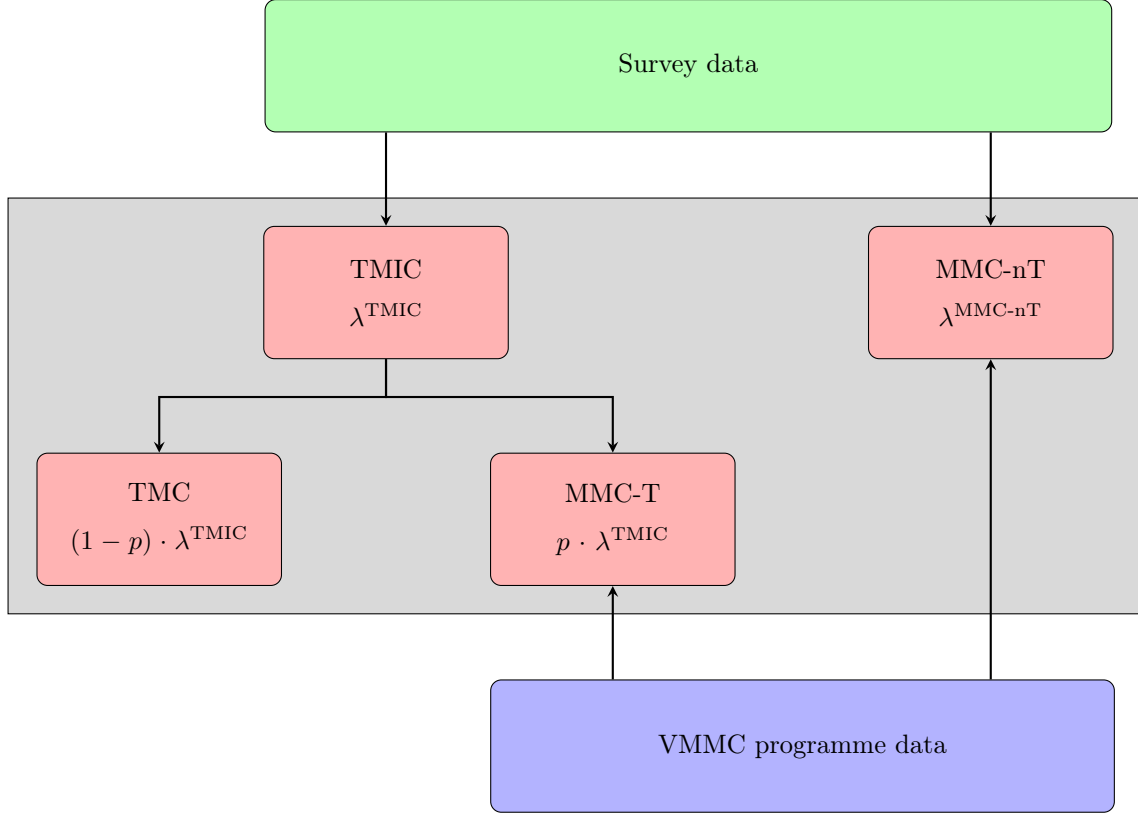 Survey data
TMIC
λ^TMIC
MMC-nT
λ^MMC-nT
TMC
(1 − p) · λ^TMIC
MMC-T
p · λ^TMIC
VMMC programme data